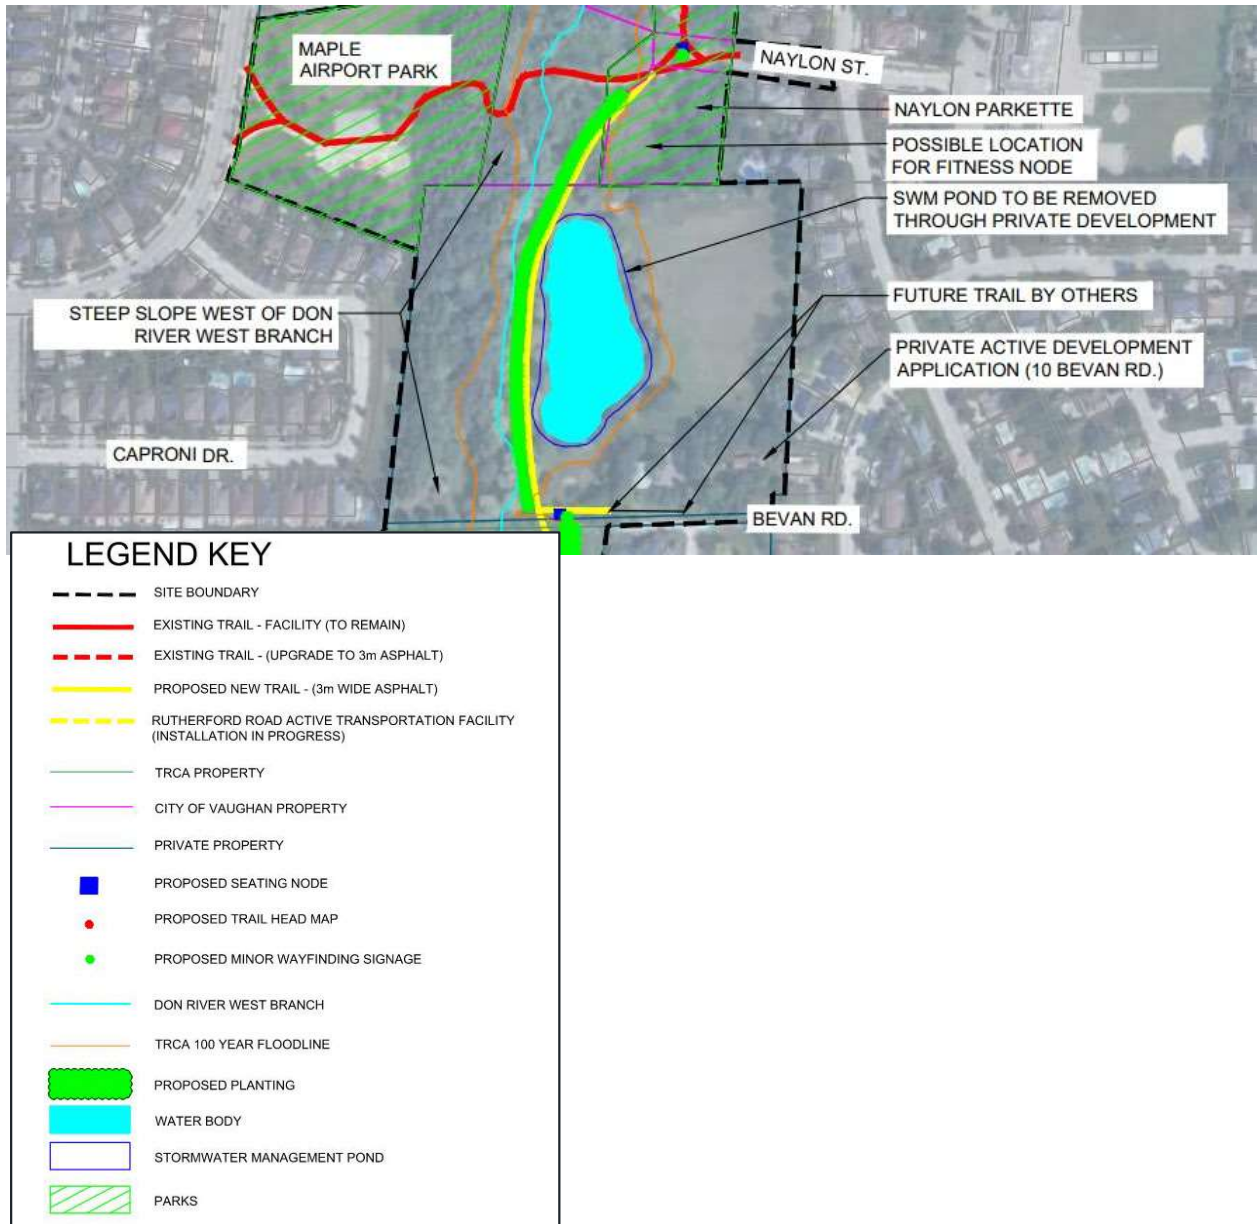 MAPLE
AIRPORT PARK
NAYLON ST.
NAYLON PARKETTE
POSSIBLE LOCATION
FOR FITNESS NODE
SWM POND TO BE REMOVED
THROUGH PRIVATE DEVELOPMENT
STEEP SLOPE WEST OF DON
RIVER WEST BRANCH
FUTURE TRAIL BY OTHERS
PRIVATE ACTIVE DEVELOPMENT
APPLICATION (10 BEVAN RD.)
CAPRONI DR.
BEVAN RD.
LEGEND KEY
SITE BOUNDARY
EXISTING TRAIL - FACILITY (TO REMAIN)
EXISTING TRAIL - (UPGRADE TO 3m ASPHALT)
PROPOSED NEW TRAIL - (3m WIDE ASPHALT)
RUTHERFORD ROAD ACTIVE TRANSPORTATION FACILITY
(INSTALLATION IN PROGRESS)
TRCA PROPERTY
CITY OF VAUGHAN PROPERTY
PRIVATE PROPERTY
PROPOSED SEATING NODE
PROPOSED TRAIL HEAD MAP
PROPOSED MINOR WAYFINDING SIGNAGE
DON RIVER WEST BRANCH
TRCA 100 YEAR FLOODLINE
PROPOSED PLANTING
WATER BODY
STORMWATER MANAGEMENT POND
PARKS